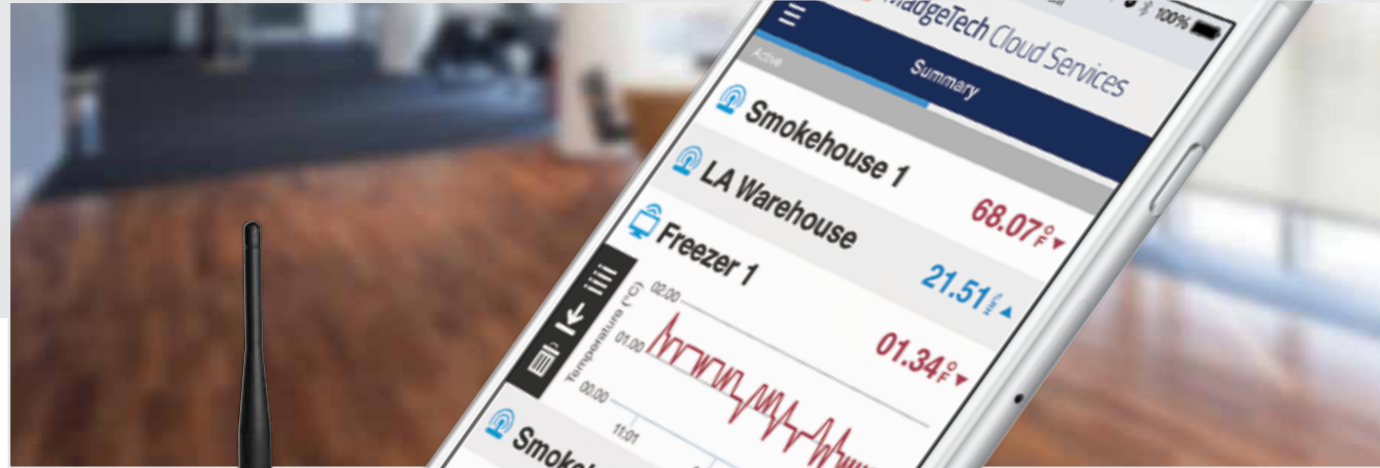 100%
MadgeTech Cloud Services
Summary
Active
Smokehouse 1
68.07°F
LA Warehouse
21.51 %RH
Freezer 1
01.34°F
Temperature (°C)
02.00
01.00
00.00
11:01